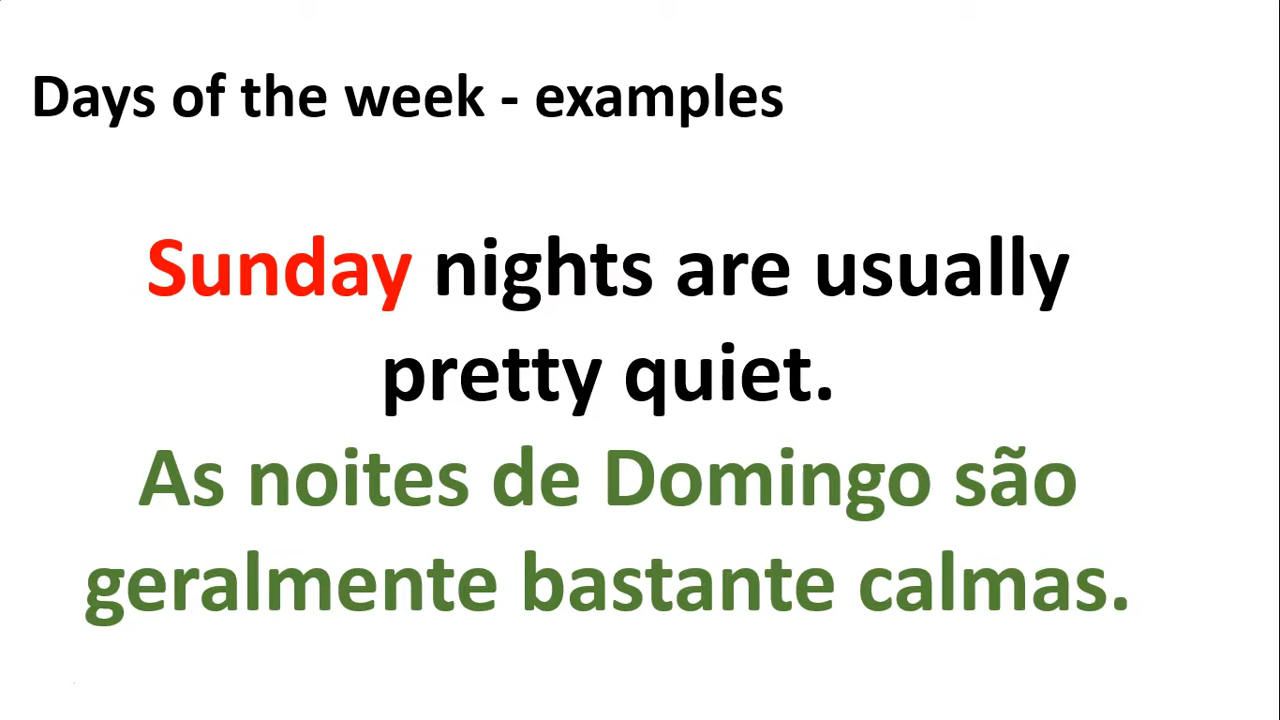 Days of the week - examples
Sunday nights are usually
pretty quiet.
As noites de Domingo são
geralmente bastante calmas.